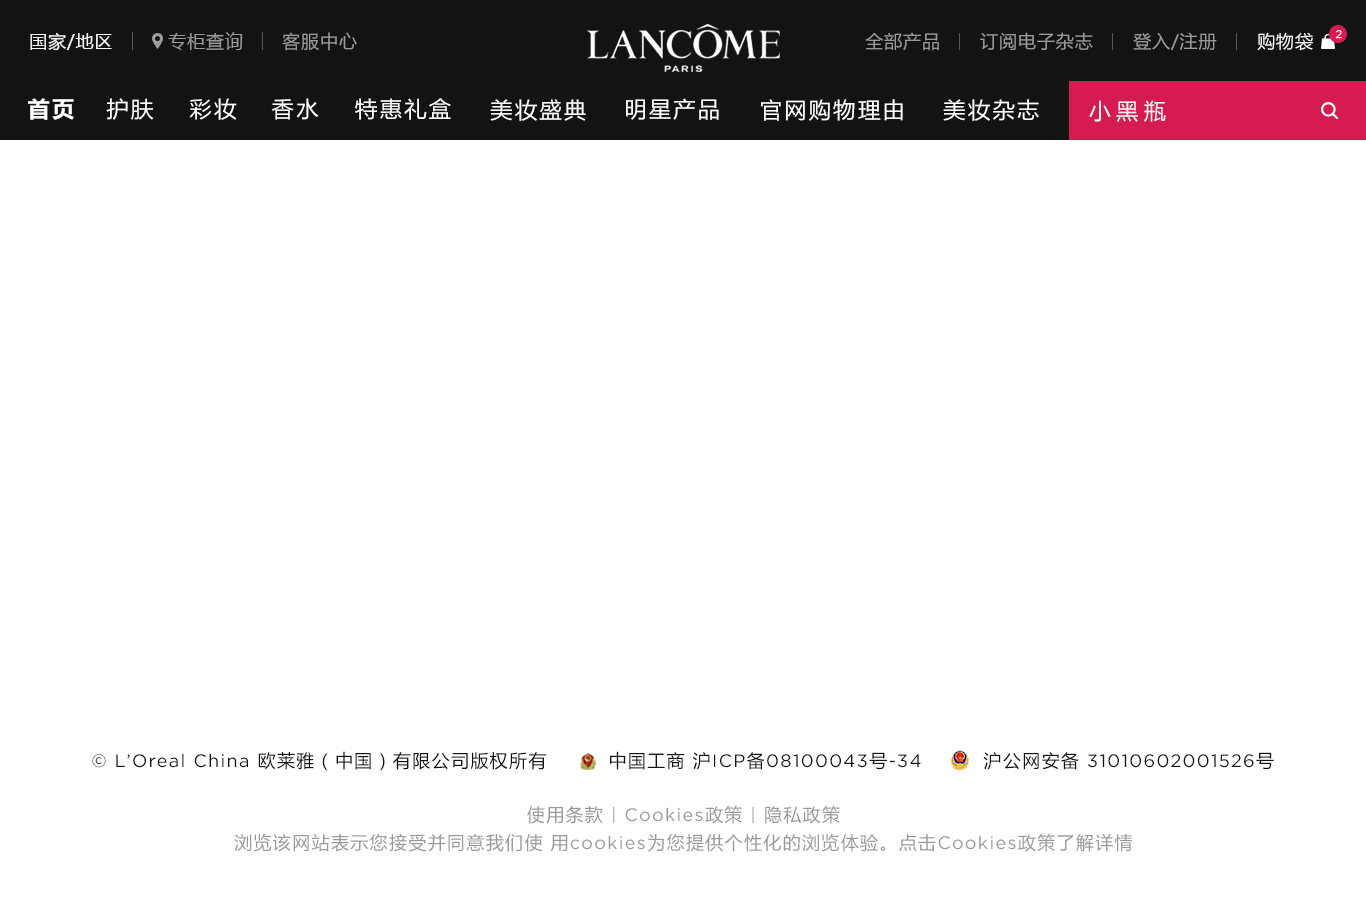 国家/地区 专柜查询 客服中心 LANCÔME PARIS 全部产品 订阅电子杂志 登入/注册 购物袋 2
首页 护肤 彩妆 香水 特惠礼盒 美妆盛典 明星产品 官网购物理由 美妆杂志 小黑瓶
© L'Oreal China 欧莱雅 ( 中国 ) 有限公司版权所有 中国工商 沪ICP备08100043号-34 沪公网安备 31010602001526号
使用条款 | Cookies政策 | 隐私政策
浏览该网站表示您接受并同意我们使 用cookies为您提供个性化的浏览体验。点击Cookies政策了解详情